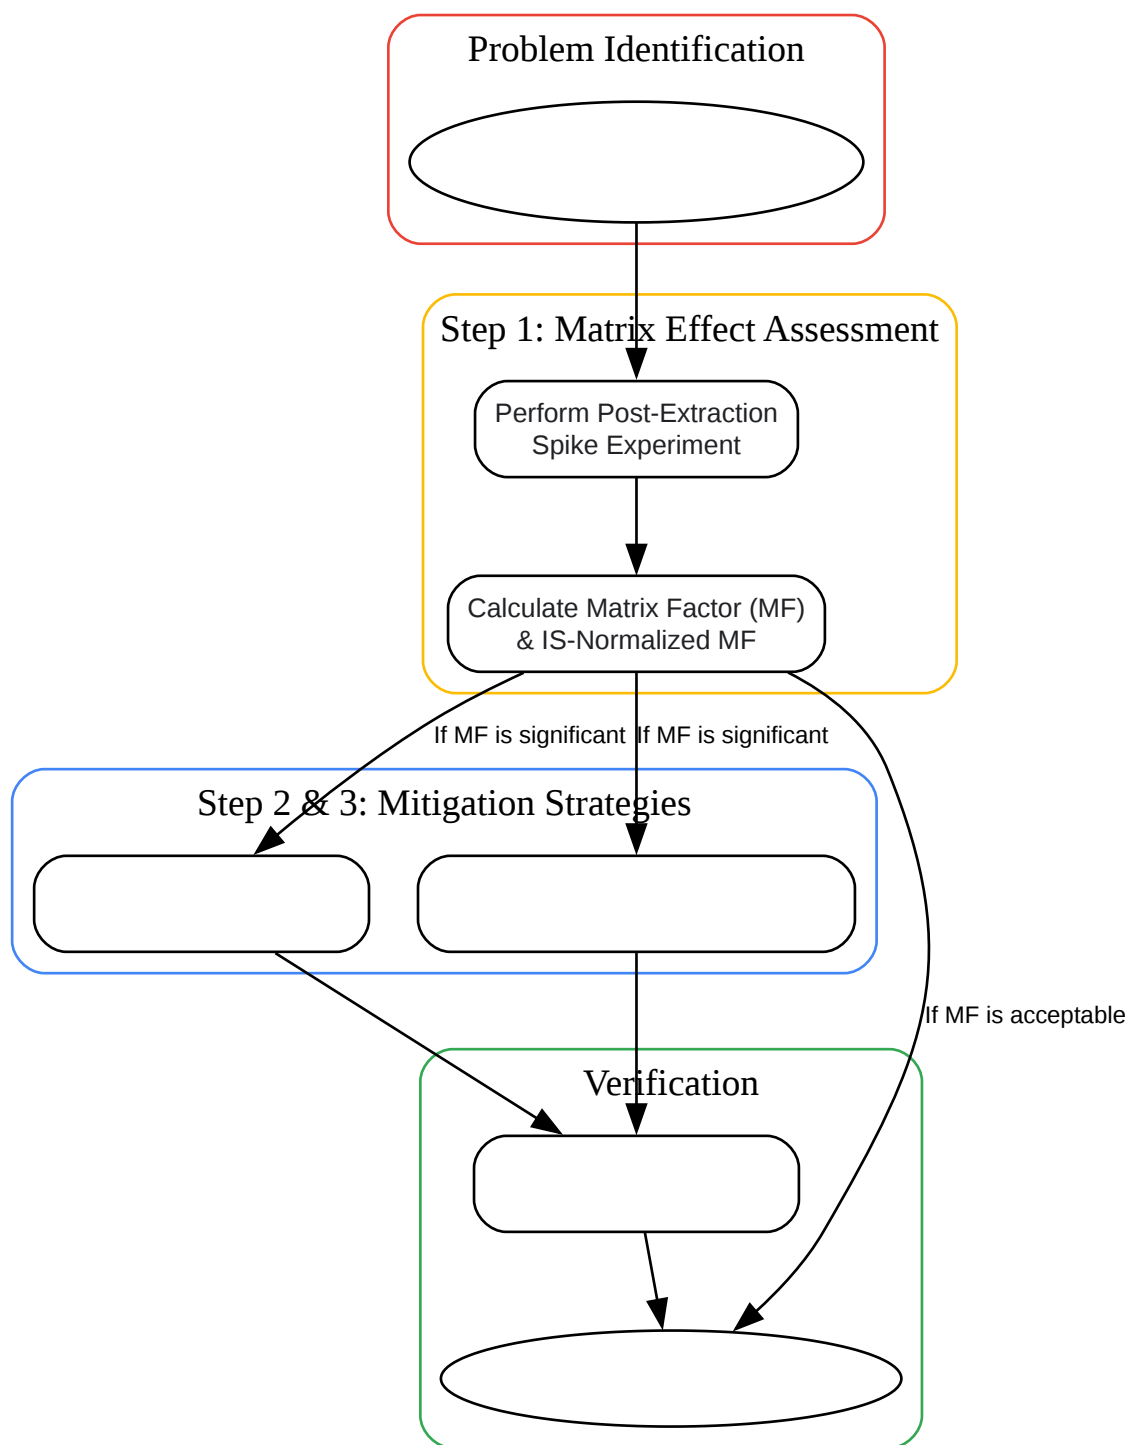 Problem Identification
Step 1: Matrix Effect Assessment
Perform Post-Extraction
Spike Experiment
Calculate Matrix Factor (MF)
& IS-Normalized MF
If MF is significant
If MF is significant
Step 2 & 3: Mitigation Strategies
If MF is acceptable
Verification